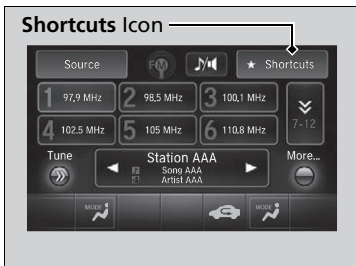 Shortcuts Icon
Source
FM
★ Shortcuts
1 97.9 MHz
2 98.5 MHz
3 100.1 MHz
7-12
4 102.5 MHz
5 105 MHz
6 110.8 MHz
Tune
Station AAA
More...
Song AAA
Artist AAA
MODE
MODE